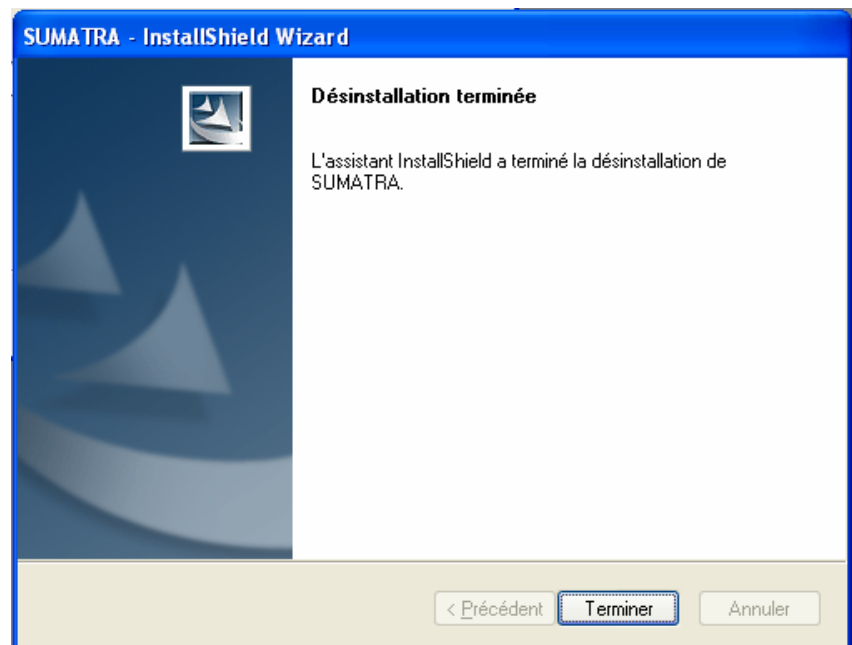 SUMATRA - InstallShield Wizard
Désinstallation terminée
L'assistant InstallShield a terminé la désinstallation de
SUMATRA.
< Précédent
Terminer
Annuler